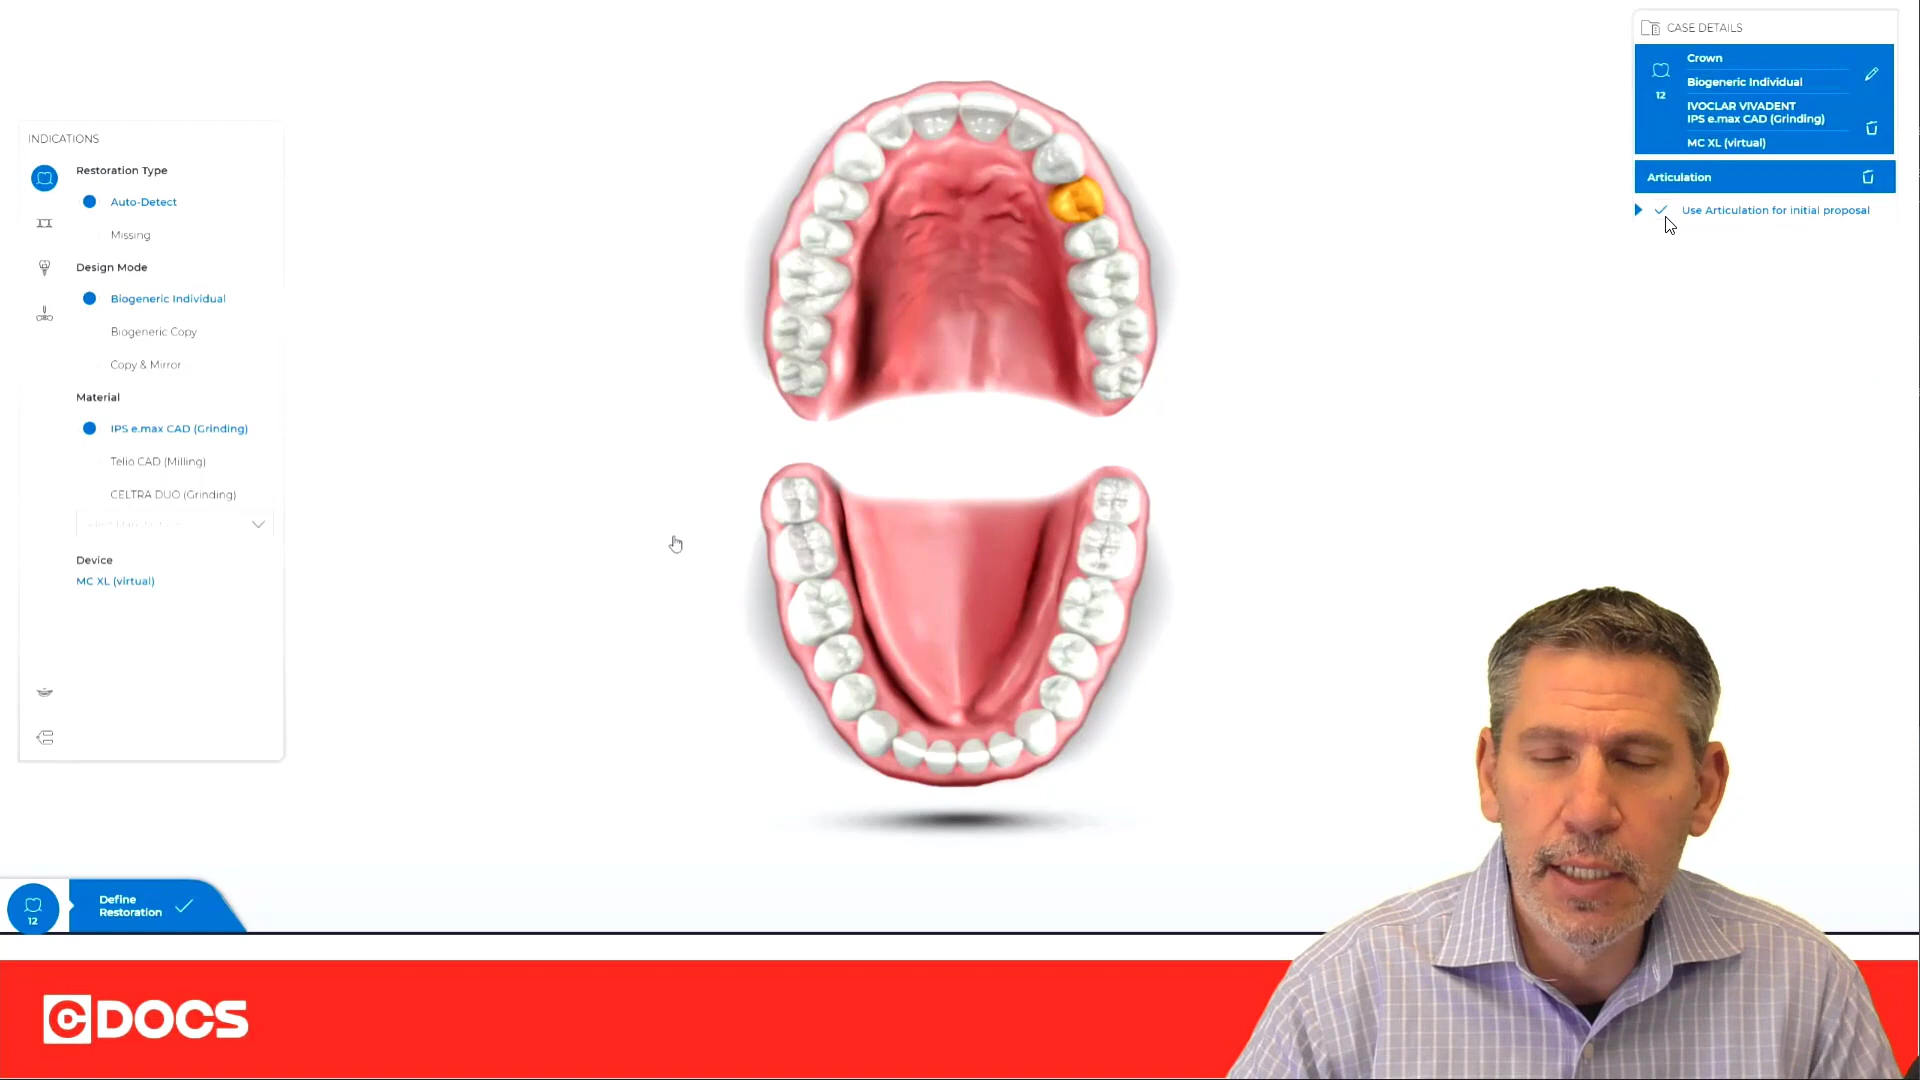 CASE DETAILS
Crown
Biogeneric Individual
12
IVOCLAR VIVADENT
IPS e.max CAD (Grinding)
MC XL (virtual)
Articulation
Use Articulation for initial proposal
INDICATIONS
Restoration Type
Auto-Detect
Missing
Design Mode
Biogeneric Individual
Biogeneric Copy
Copy & Mirror
Material
IPS e.max CAD (Grinding)
Telio CAD (Milling)
CELTRA DUO (Grinding)
Device
MC XL (virtual)
12
Define
Restoration
CDOCS